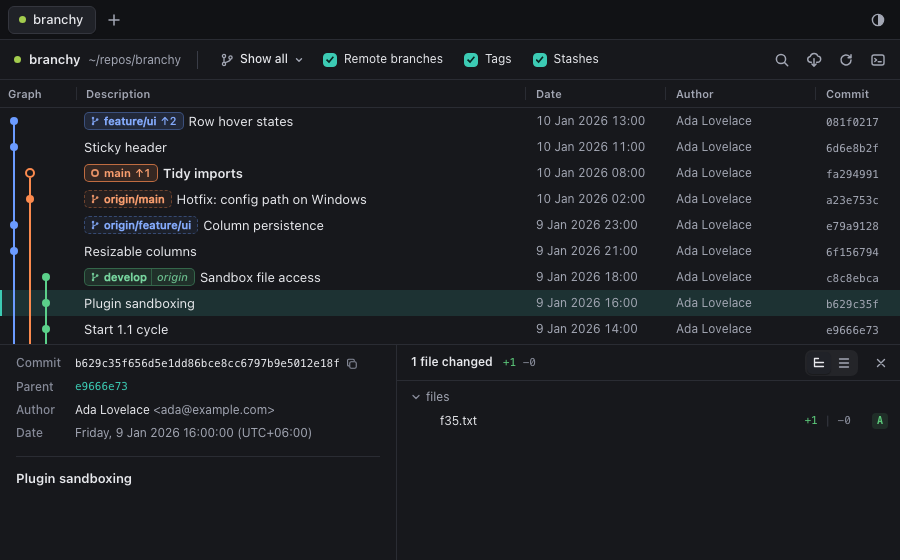 branchy
branchy ~/repos/branchy Show all Remote branches Tags Stashes
Graph Description Date Author Commit
feature/ui ↑2 Row hover states 10 Jan 2026 13:00 Ada Lovelace 081f0217
Sticky header 10 Jan 2026 11:00 Ada Lovelace 6d6e8b2f
main ↑1 Tidy imports 10 Jan 2026 08:00 Ada Lovelace fa294991
origin/main Hotfix: config path on Windows 10 Jan 2026 02:00 Ada Lovelace a23e753c
origin/feature/ui Column persistence 9 Jan 2026 23:00 Ada Lovelace e79a9128
Resizable columns 9 Jan 2026 21:00 Ada Lovelace 6f156794
develop origin Sandbox file access 9 Jan 2026 18:00 Ada Lovelace c8c8ebca
Plugin sandboxing 9 Jan 2026 16:00 Ada Lovelace b629c35f
Start 1.1 cycle 9 Jan 2026 14:00 Ada Lovelace e9666e73
Commit b629c35f656d5e1dd86bce8cc6797b9e5012e18f
Parent e9666e73
Author Ada Lovelace <ada@example.com>
Date Friday, 9 Jan 2026 16:00:00 (UTC+06:00)
Plugin sandboxing
1 file changed +1 −0
files
f35.txt +1 −0 A